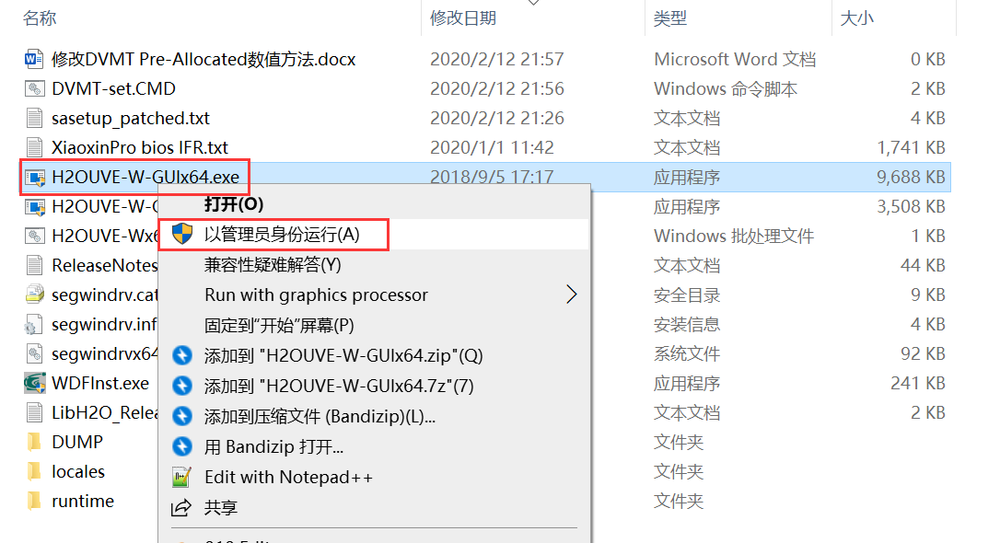 名称 修改日期 类型 大小
修改DVMT Pre-Allocated数值方法.docx 2020/2/12 21:57 Microsoft Word 文档 0 KB
DVMT-set.CMD 2020/2/12 21:56 Windows 命令脚本 2 KB
sasetup_patched.txt 2020/2/12 21:26 文本文档 4 KB
XiaoxinPro bios IFR.txt 2020/1/1 11:42 文本文档 1,741 KB
H2OUVE-W-GUIx64.exe 2018/9/5 17:17 应用程序 9,688 KB
打开(O)
H2OUVE-W-G 应用程序 3,508 KB
以管理员身份运行(A)
H2OUVE-Wx6 Windows 批处理文件 1 KB
兼容性疑难解答(Y)
ReleaseNotes 文本文档 44 KB
Run with graphics processor
segwindrv.cat 安全目录 9 KB
固定到“开始”屏幕(P)
segwindrv.inf 安装信息 4 KB
添加到 "H2OUVE-W-GUIx64.zip"(Q)
segwindrvx64 系统文件 92 KB
添加到 "H2OUVE-W-GUIx64.7z"(7)
WDFInst.exe 应用程序 241 KB
添加到压缩文件 (Bandizip)(L)...
LibH2O_Relea 文本文档 2 KB
用 Bandizip 打开...
DUMP 文件夹
Edit with Notepad++
locales 文件夹
共享
runtime 文件夹